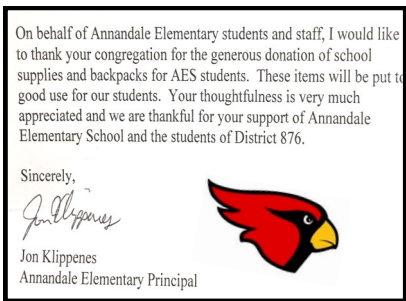 On behalf of Annandale Elementary students and staff, I would like
to thank your congregation for the generous donation of school
supplies and backpacks for AES students.  These items will be put to
good use for our students.  Your thoughtfulness is very much
appreciated and we are thankful for your support of Annandale
Elementary School and the students of District 876.
Sincerely,
Jon Klippenes
Jon Klippenes
Annandale Elementary Principal